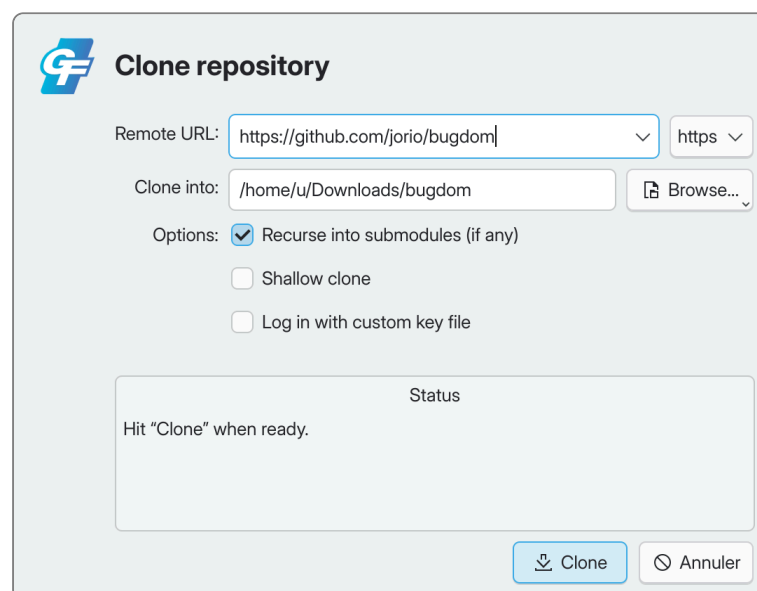 GF
Clone repository
Remote URL: https://github.com/jorio/bugdom https
Clone into: /home/u/Downloads/bugdom Browse...
Options: Recurse into submodules (if any)
Shallow clone
Log in with custom key file
Status
Hit “Clone” when ready.
Clone Annuler